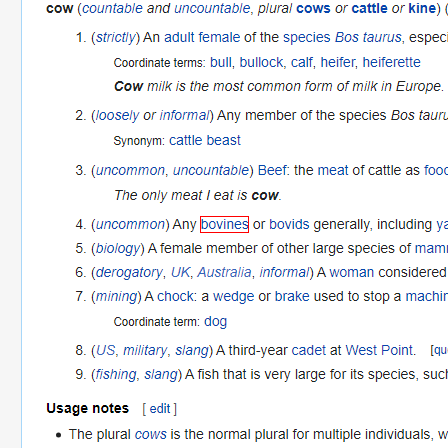 cow (countable and uncountable, plural cows or cattle or kine) (
1. (strictly) An adult female of the species Bos taurus, especi
Coordinate terms: bull, bullock, calf, heifer, heiferette
Cow milk is the most common form of milk in Europe.
2. (loosely or informal) Any member of the species Bos taur
Synonym: cattle beast
3. (uncommon, uncountable) Beef: the meat of cattle as foo
The only meat I eat is cow.
4. (uncommon) Any bovines or bovids generally, including ya
5. (biology) A female member of other large species of mam
6. (derogatory, UK, Australia, informal) A woman considered
7. (mining) A chock: a wedge or brake used to stop a machin
Coordinate term: dog
8. (US, military, slang) A third-year cadet at West Point. [qu
9. (fishing, slang) A fish that is very large for its species, suc
Usage notes [ edit ]
• The plural cows is the normal plural for multiple individuals, w